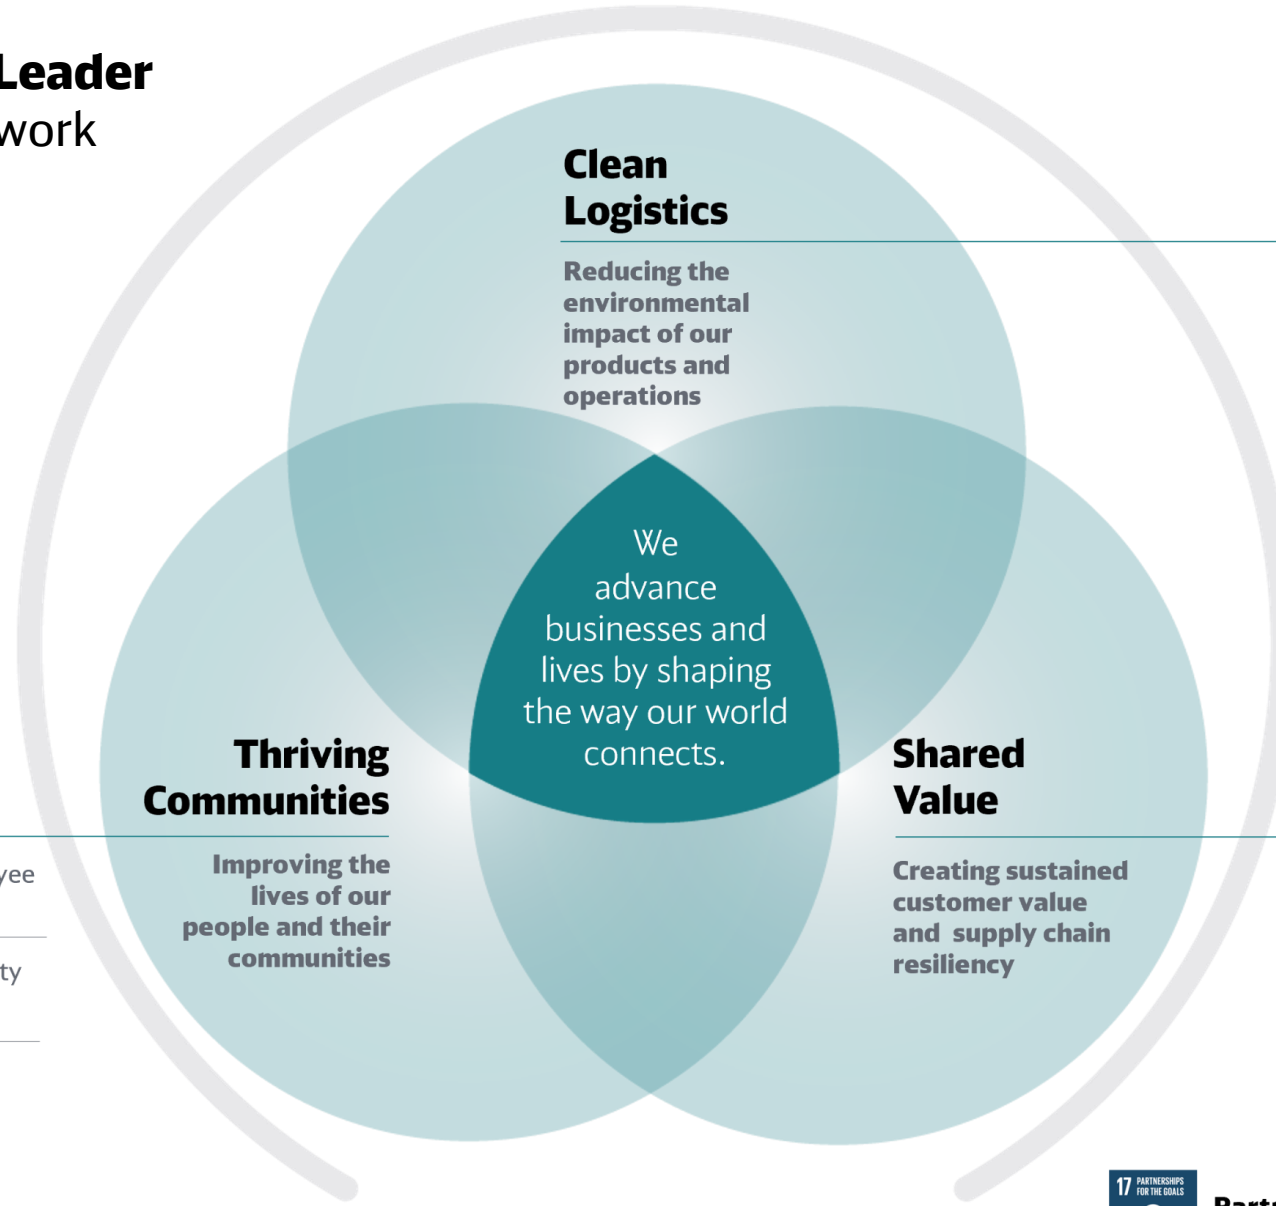 Leader
work
Clean
Logistics
Reducing the
environmental
impact of our
products and
operations
We
advance
businesses and
lives by shaping
the way our world
connects.
Thriving
Communities
Improving the
lives of our
people and their
communities
Shared
Value
Creating sustained
customer value
and supply chain
resiliency
yee
ty
17 PARTNERSHIPS
FOR THE GOALS